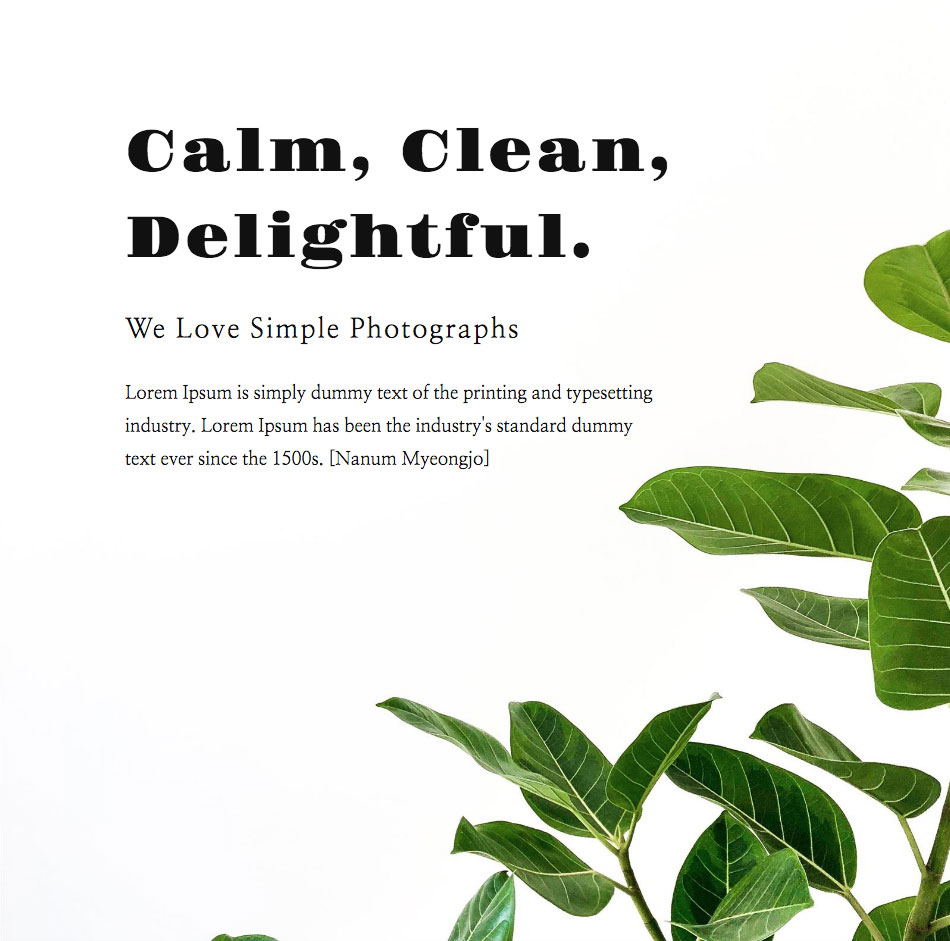 Calm, Clean,
Delightful.
We Love Simple Photographs
Lorem Ipsum is simply dummy text of the printing and typesetting
industry. Lorem Ipsum has been the industry's standard dummy
text ever since the 1500s. [Nanum Myeongjo]